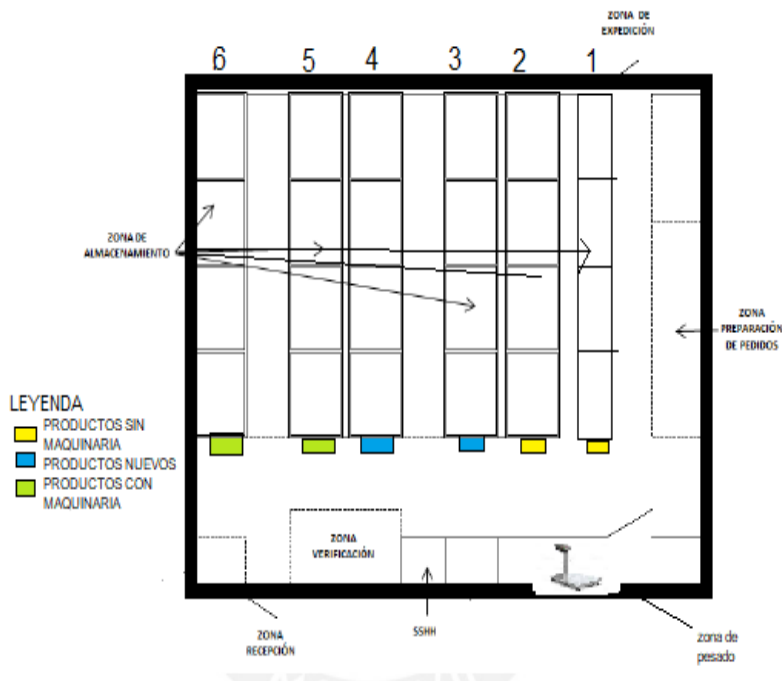 ZONA DE
EXPEDICIÓN
6 5 4 3 2 1
ZONA DE
ALMACENAMIENTO
ZONA
PREPARACIÓN
DE PEDIDOS
LEYENDA
PRODUCTOS SIN
MAQUINARIA
PRODUCTOS NUEVOS
PRODUCTOS CON
MAQUINARIA
ZONA
VERIFICACIÓN
ZONA
RECEPCIÓN
SSHH
zona de
pesado